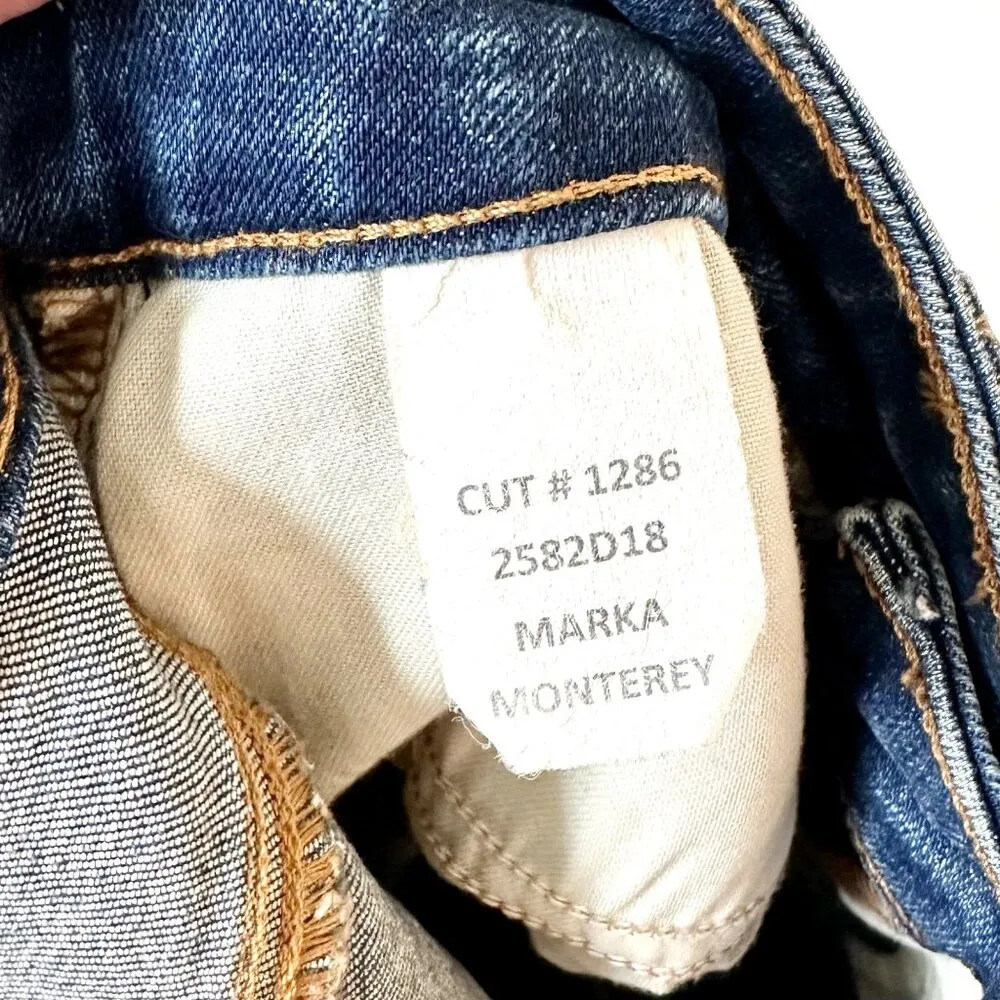 CUT # 1286
2582D18
MARKA
MONTEREY